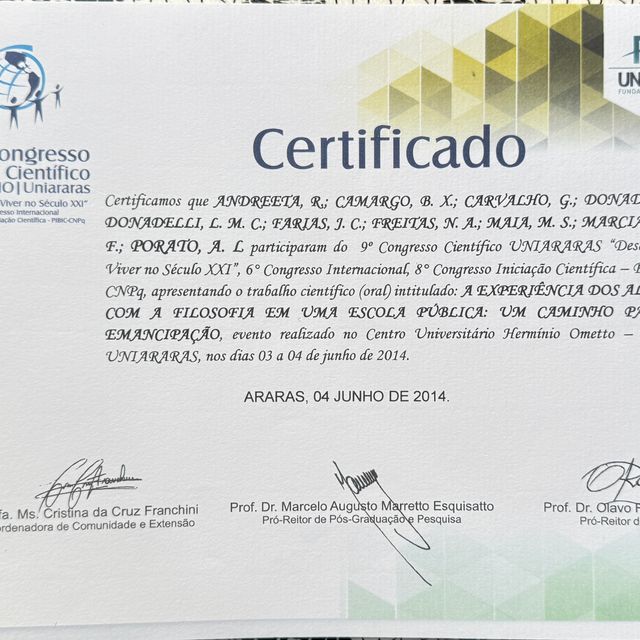 ongresso
Científico
Uniararas
Viver no Século XXI"
esso Internacional
iação Científica - PIBIC-CNPq
UN
FUNDA
Certificado
Certificamos que ANDREETA, R.; CAMARGO, B. X.; CARVALHO, G.; DONAD
DONADELLI, L. M. C.; FARIAS, J. C.; FREITAS, N. A.; MAIA, M. S.; MARCIA
F.; PORATO, A. L. participaram do 9º Congresso Científico UNIARARAS "Des
Viver no Século XXI", 6º Congresso Internacional, 8º Congresso Iniciação Científica –
CNPq, apresentando o trabalho científico (oral) intitulado: A EXPERIÊNCIA DOS AL
COM A FILOSOFIA EM UMA ESCOLA PÚBLICA: UM CAMINHO PA
EMANCIPAÇÃO, evento realizado no Centro Universitário Hermínio Ometto –
UNIARARAS, nos dias 03 a 04 de junho de 2014.
ARARAS, 04 JUNHO DE 2014.
fa. Ms. Cristina da Cruz Franchini
ordenadora de Comunidade e Extensão
Prof. Dr. Marcelo Augusto Marretto Esquisatto
Pró-Reitor de Pós-Graduação e Pesquisa
Prof. Dr. Olavo
Pró-Reitor de